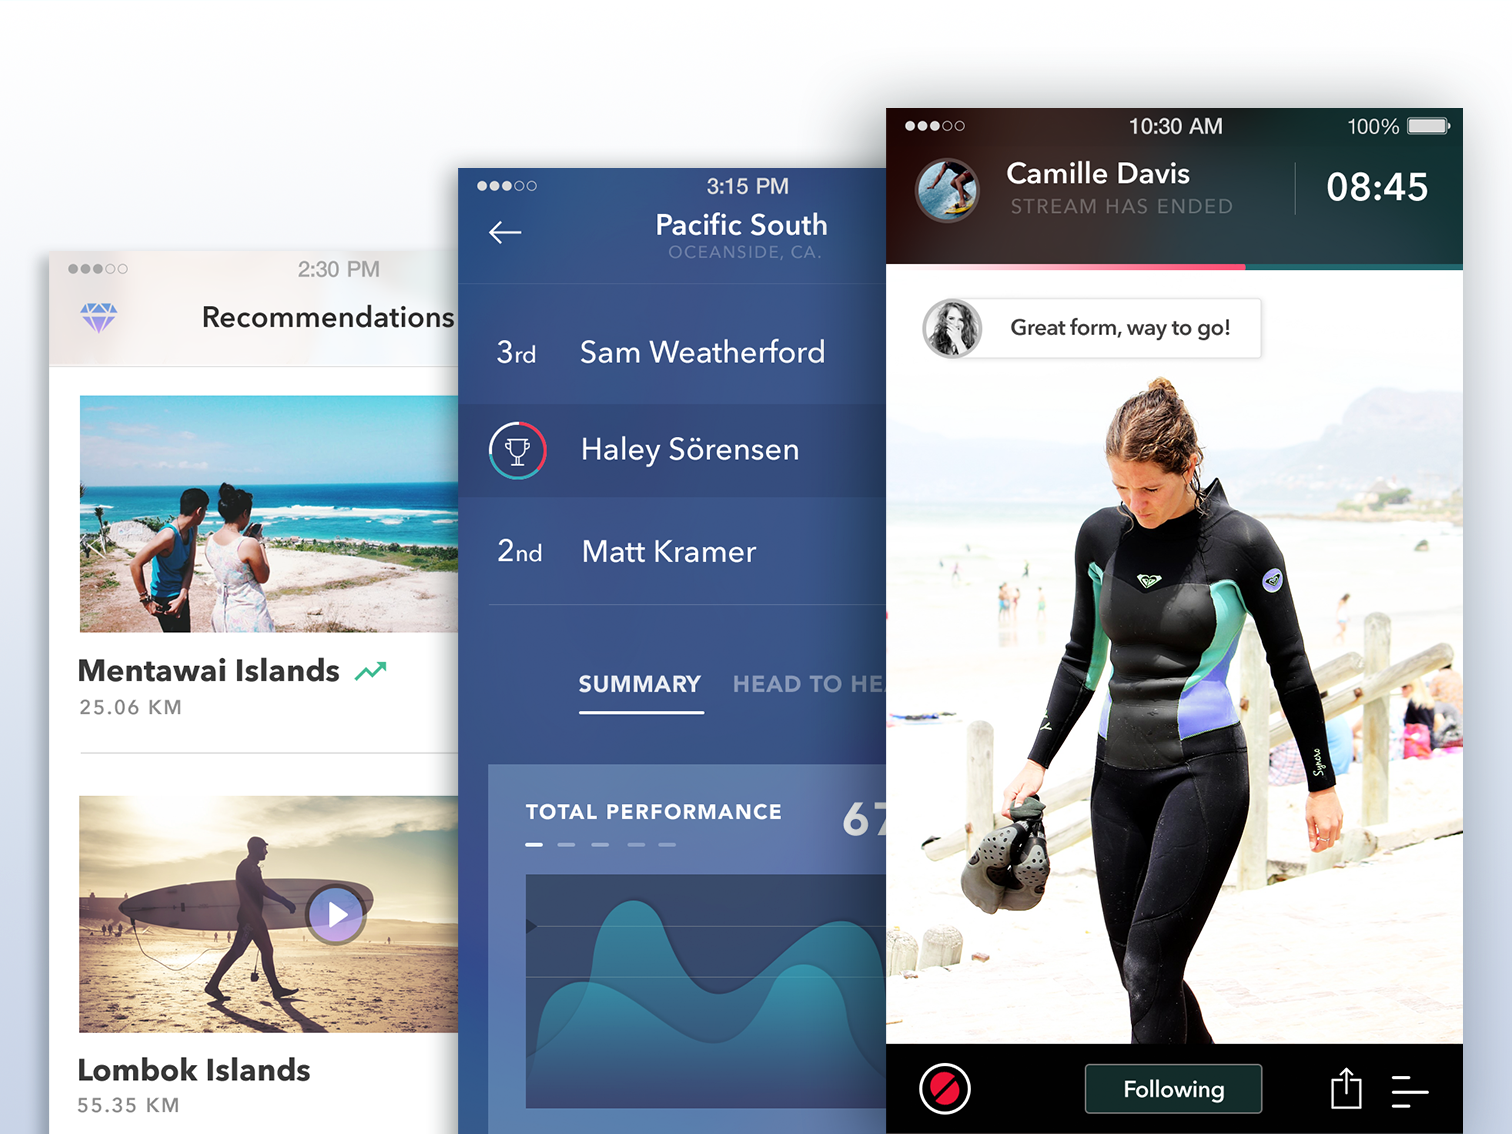 2:30 PM
Recommendations
Mentawai Islands
25.06 KM
Lombok Islands
55.35 KM
3:15 PM
Pacific South
OCEANSIDE, CA.
3rd Sam Weatherford
Haley Sörensen
2nd Matt Kramer
SUMMARY HEAD TO HEA
TOTAL PERFORMANCE 67
10:30 AM 100%
Camille Davis 08:45
STREAM HAS ENDED
Great form, way to go!
Syncro
Following